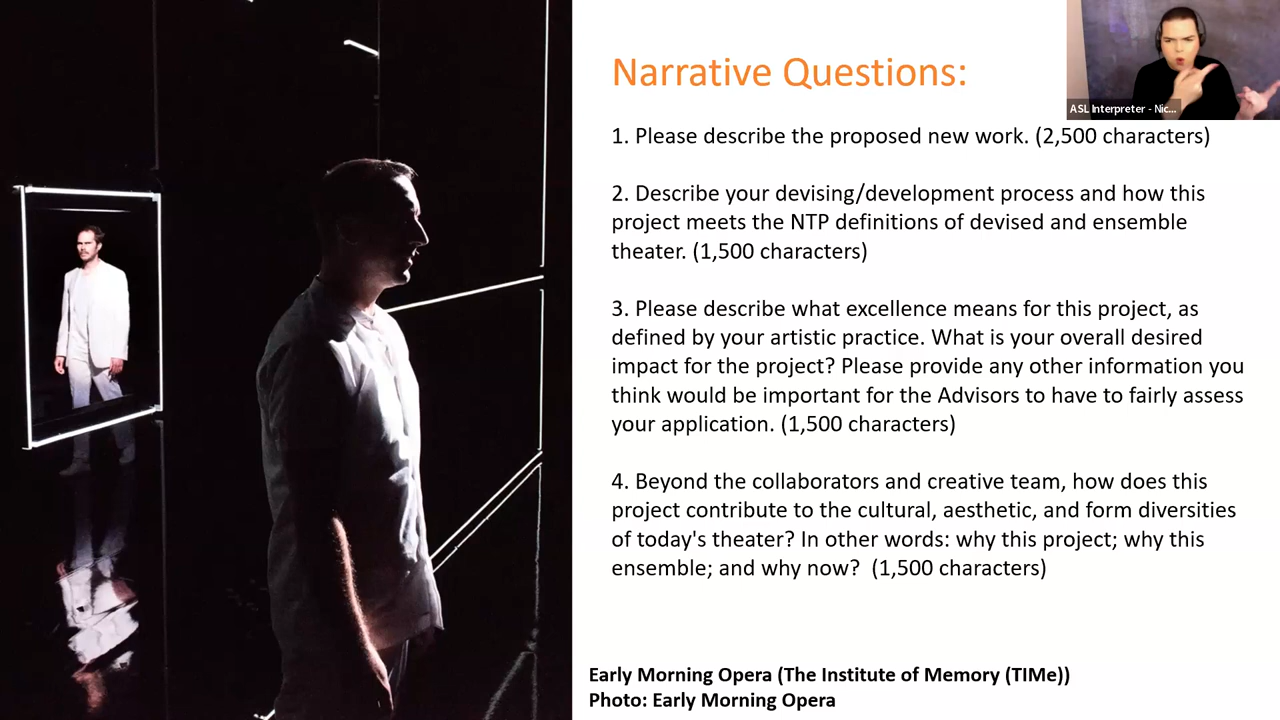 Narrative Questions:
ASL Interpreter - Nic...
1. Please describe the proposed new work. (2,500 characters)
2. Describe your devising/development process and how this
project meets the NTP definitions of devised and ensemble
theater. (1,500 characters)
3. Please describe what excellence means for this project, as
defined by your artistic practice. What is your overall desired
impact for the project? Please provide any other information you
think would be important for the Advisors to have to fairly assess
your application. (1,500 characters)
4. Beyond the collaborators and creative team, how does this
project contribute to the cultural, aesthetic, and form diversities
of today's theater? In other words: why this project; why this
ensemble; and why now?  (1,500 characters)
Early Morning Opera (The Institute of Memory (TIMe))
Photo: Early Morning Opera